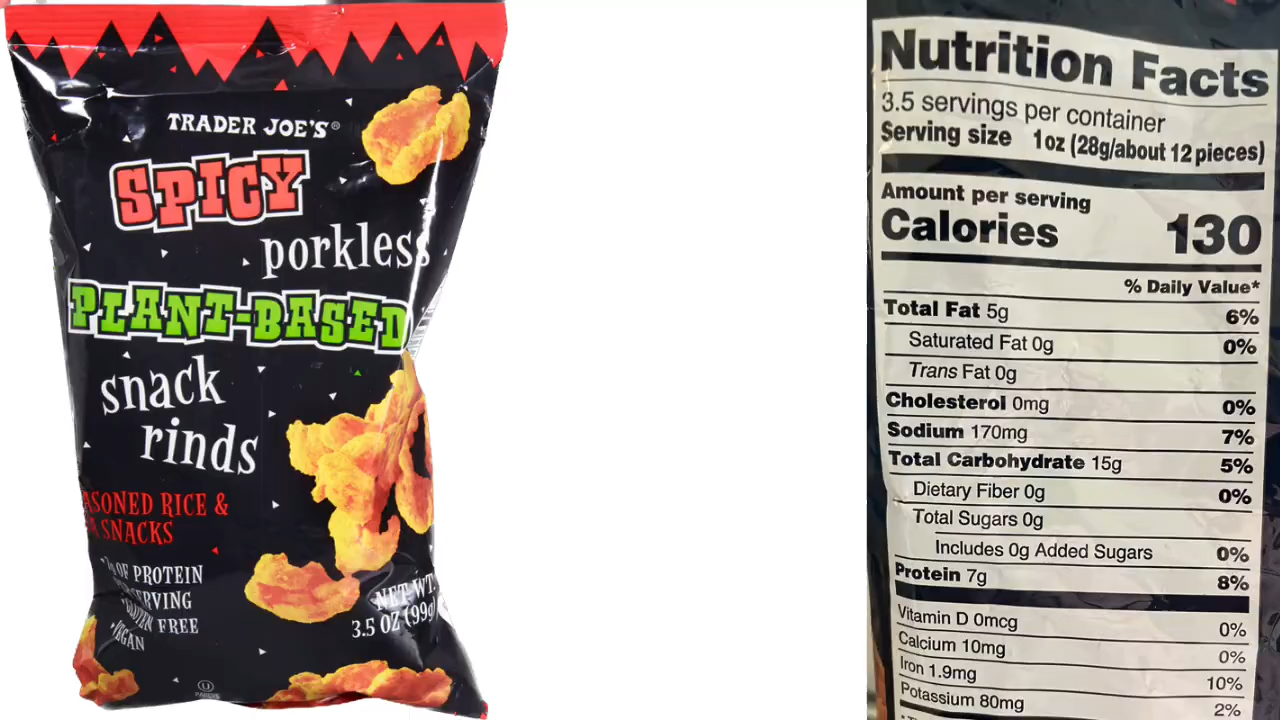 TRADER JOE'S®
SPICY
porkless
PLANT-BASED
snack
rinds
RICE &
SNACKS
OF PROTEIN
FREE
NET WT.
3.5 OZ (99g)
U
Nutrition Facts
3.5 servings per container
Serving size 1oz (28g/about 12 pieces)
Amount per serving
Calories 130
% Daily Value*
Total Fat 5g 6%
Saturated Fat 0g 0%
Trans Fat 0g
Cholesterol 0mg 0%
Sodium 170mg 7%
Total Carbohydrate 15g 5%
Dietary Fiber 0g 0%
Total Sugars 0g
Includes 0g Added Sugars 0%
Protein 7g 8%
Vitamin D 0mcg 0%
Calcium 10mg 0%
Iron 1.9mg 10%
Potassium 80mg 2%